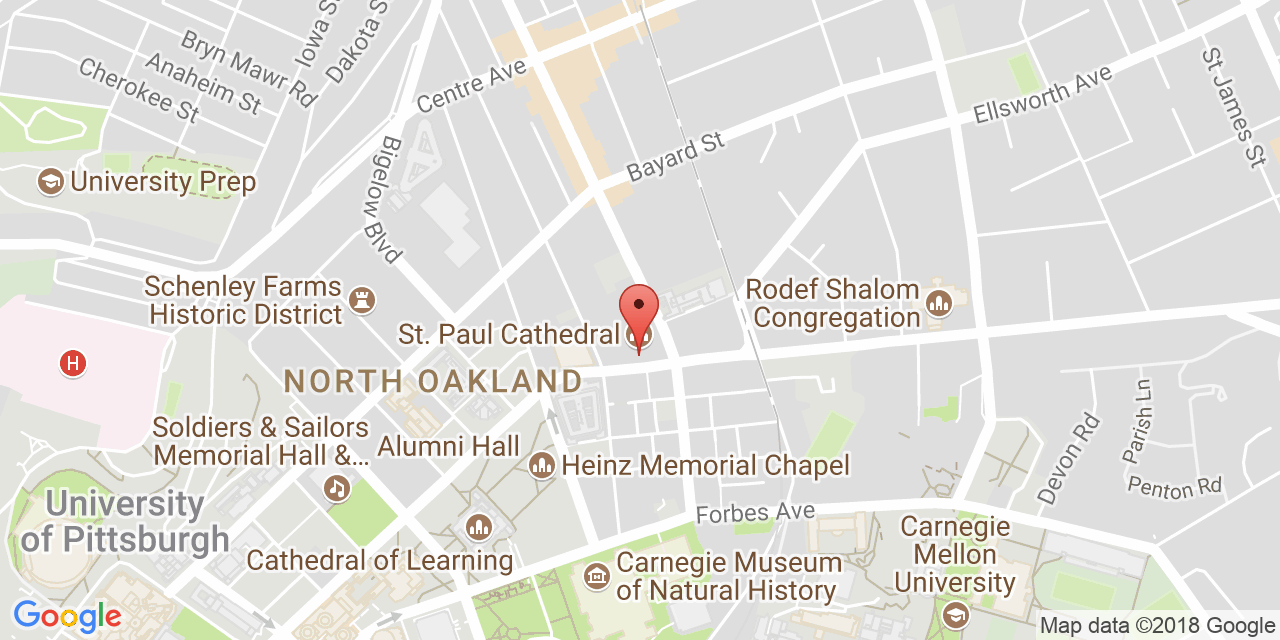 Iowa St
Dakota S
Bryn Mawr Rd
Anaheim St
Cherokee St
Centre Ave
Ellsworth Ave
St James St
Bayard St
Bigelow Blvd
University Prep
Schenley Farms
Historic District
Rodef Shalom
Congregation
St. Paul Cathedral
H
NORTH OAKLAND
Soldiers & Sailors
Memorial Hall &...
Alumni Hall
Heinz Memorial Chapel
Devon Rd
Parish Ln
Penton Rd
University
of Pittsburgh
Forbes Ave
Cathedral of Learning
Carnegie Museum
of Natural History
Carnegie
Mellon
University
Google
Map data ©2018 Google